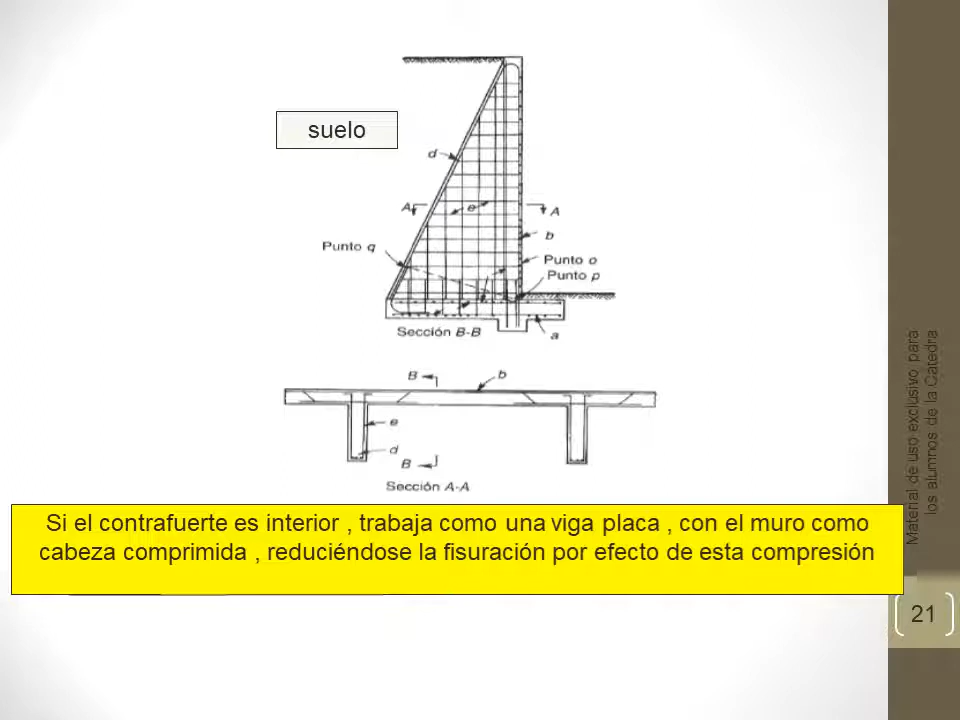 suelo
d
A
e
A
b
Punto q
Punto o
Punto p
Sección B-B
a
B
b
e
d
B
Sección A-A
Si el contrafuerte es interior , trabaja como una viga placa , con el muro como
cabeza comprimida , reduciéndose la fisuración por efecto de esta compresión
Material de uso exclusivo para
los alumnos de la Catedra
21